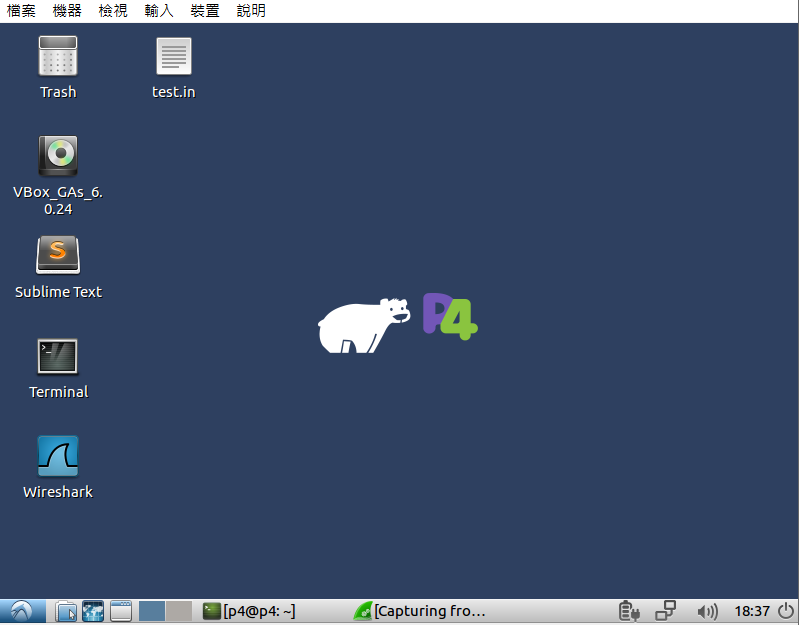 檔案 機器 檢視 輸入 裝置 說明
Trash
test.in
VBox_GAs_6.
0.24
S
Sublime Text
P4
>_
Terminal
Wireshark
[p4@p4: ~]
[Capturing fro...
18:37